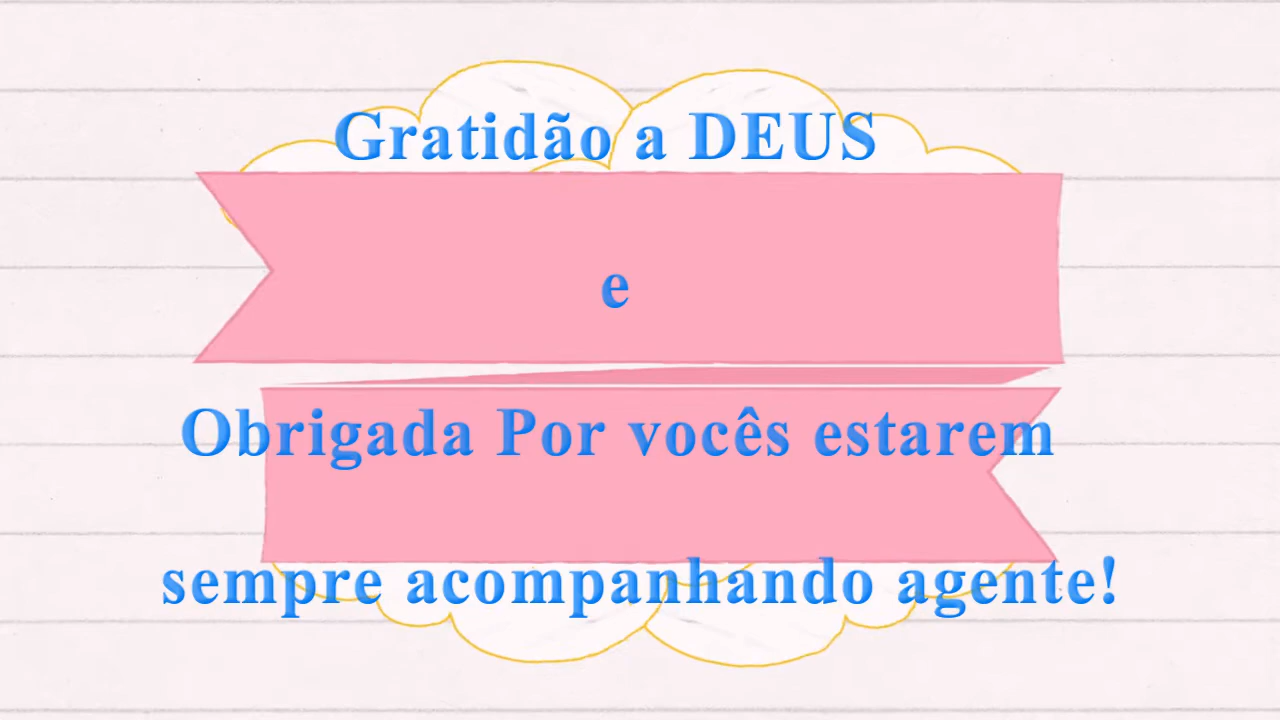 Gratidão a DEUS
e
Obrigada Por vocês estarem
sempre acompanhando agente!